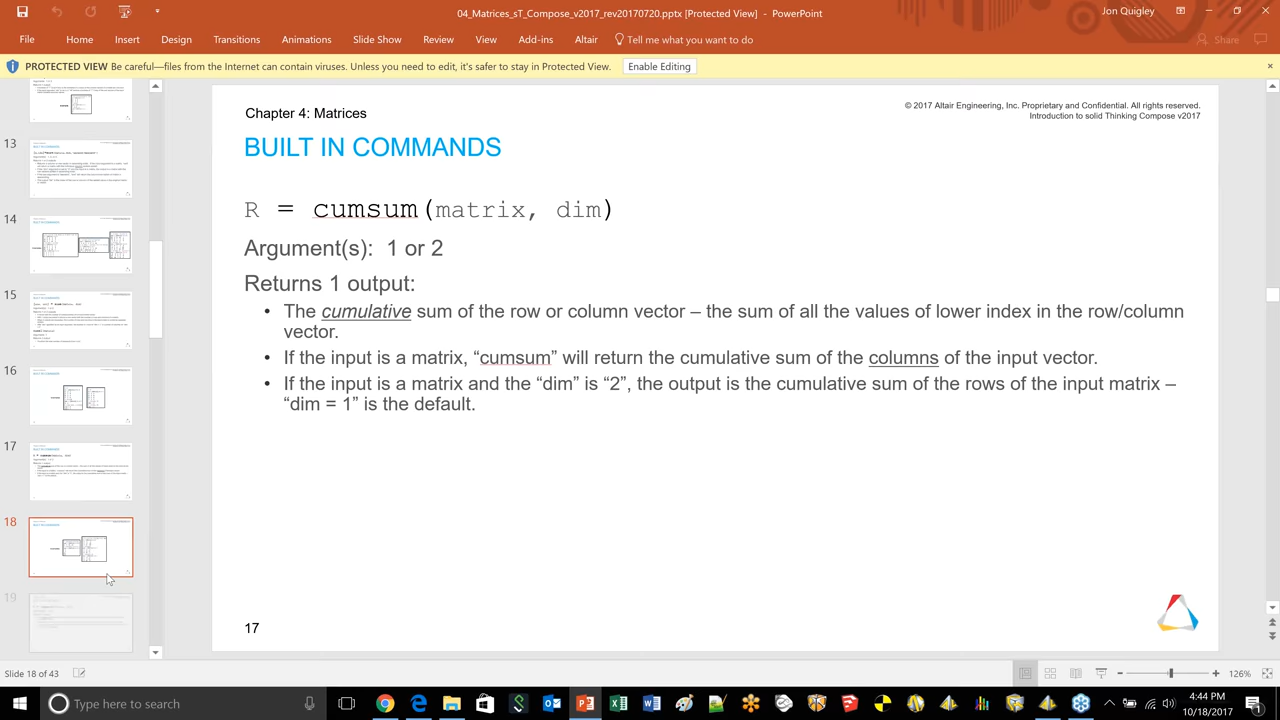 04_Matrices_sT_Compose_v2017_rev20170720.pptx [Protected View] - PowerPoint
Jon Quigley
File Home Insert Design Transitions Animations Slide Show Review View Add-ins Altair Tell me what you want to do Share
PROTECTED VIEW Be careful—files from the Internet can contain viruses. Unless you need to edit, it's safer to stay in Protected View. Enable Editing
13
14
15
16
17
18
19
Chapter 4: Matrices
© 2017 Altair Engineering, Inc. Proprietary and Confidential. All rights reserved.
Introduction to solid Thinking Compose v2017
BUILT IN COMMANDS
R = cumsum(matrix, dim)
Argument(s): 1 or 2
Returns 1 output:
• The cumulative sum of the row or column vector – the sum of all the values of lower index in the row/column
vector.
• If the input is a matrix, “cumsum” will return the cumulative sum of the columns of the input vector.
• If the input is a matrix and the “dim” is “2”, the output is the cumulative sum of the rows of the input matrix –
“dim = 1” is the default.
17
Slide 18 of 43
126%
Type here to search
4:44 PM
10/18/2017